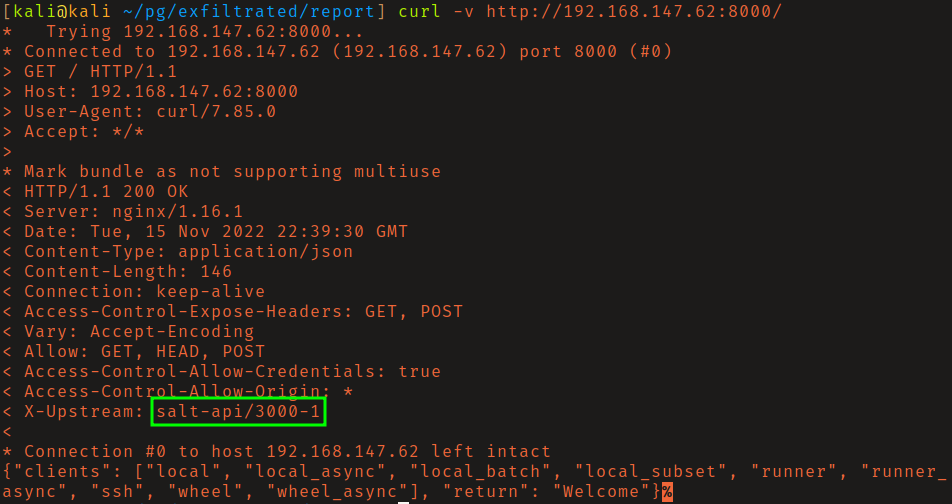 [kali@kali ~/pg/exfiltrated/report] curl -v http://192.168.147.62:8000/
*   Trying 192.168.147.62:8000...
* Connected to 192.168.147.62 (192.168.147.62) port 8000 (#0)
> GET / HTTP/1.1
> Host: 192.168.147.62:8000
> User-Agent: curl/7.85.0
> Accept: */*
>
* Mark bundle as not supporting multiuse
< HTTP/1.1 200 OK
< Server: nginx/1.16.1
< Date: Tue, 15 Nov 2022 22:39:30 GMT
< Content-Type: application/json
< Content-Length: 146
< Connection: keep-alive
< Access-Control-Expose-Headers: GET, POST
< Vary: Accept-Encoding
< Allow: GET, HEAD, POST
< Access-Control-Allow-Credentials: true
< Access-Control-Allow-Origin: *
< X-Upstream: salt-api/3000-1
<
* Connection #0 to host 192.168.147.62 left intact
{"clients": ["local", "local_async", "local_batch", "local_subset", "runner", "runner_
async", "ssh", "wheel", "wheel_async"], "return": "Welcome"}%